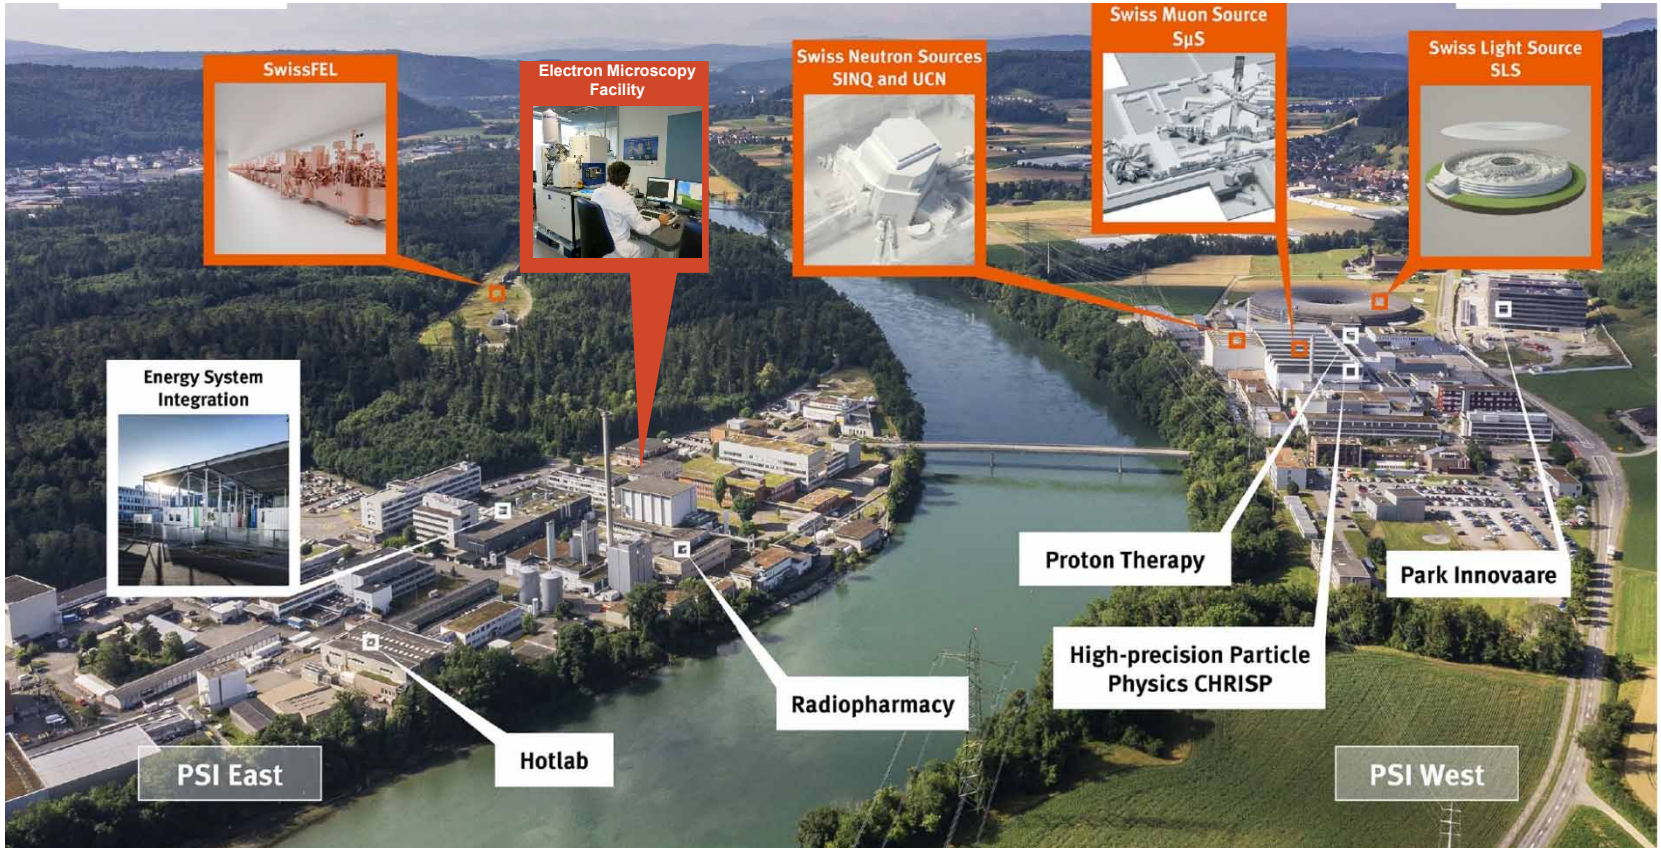 SwissFEL
Electron Microscopy
Facility
Swiss Neutron Sources
SINQ and UCN
Swiss Muon Source
SμS
Swiss Light Source
SLS
Energy System
Integration
Proton Therapy
Park Innovaare
High-precision Particle
Physics CHRISP
Radiopharmacy
Hotlab
PSI East
PSI West